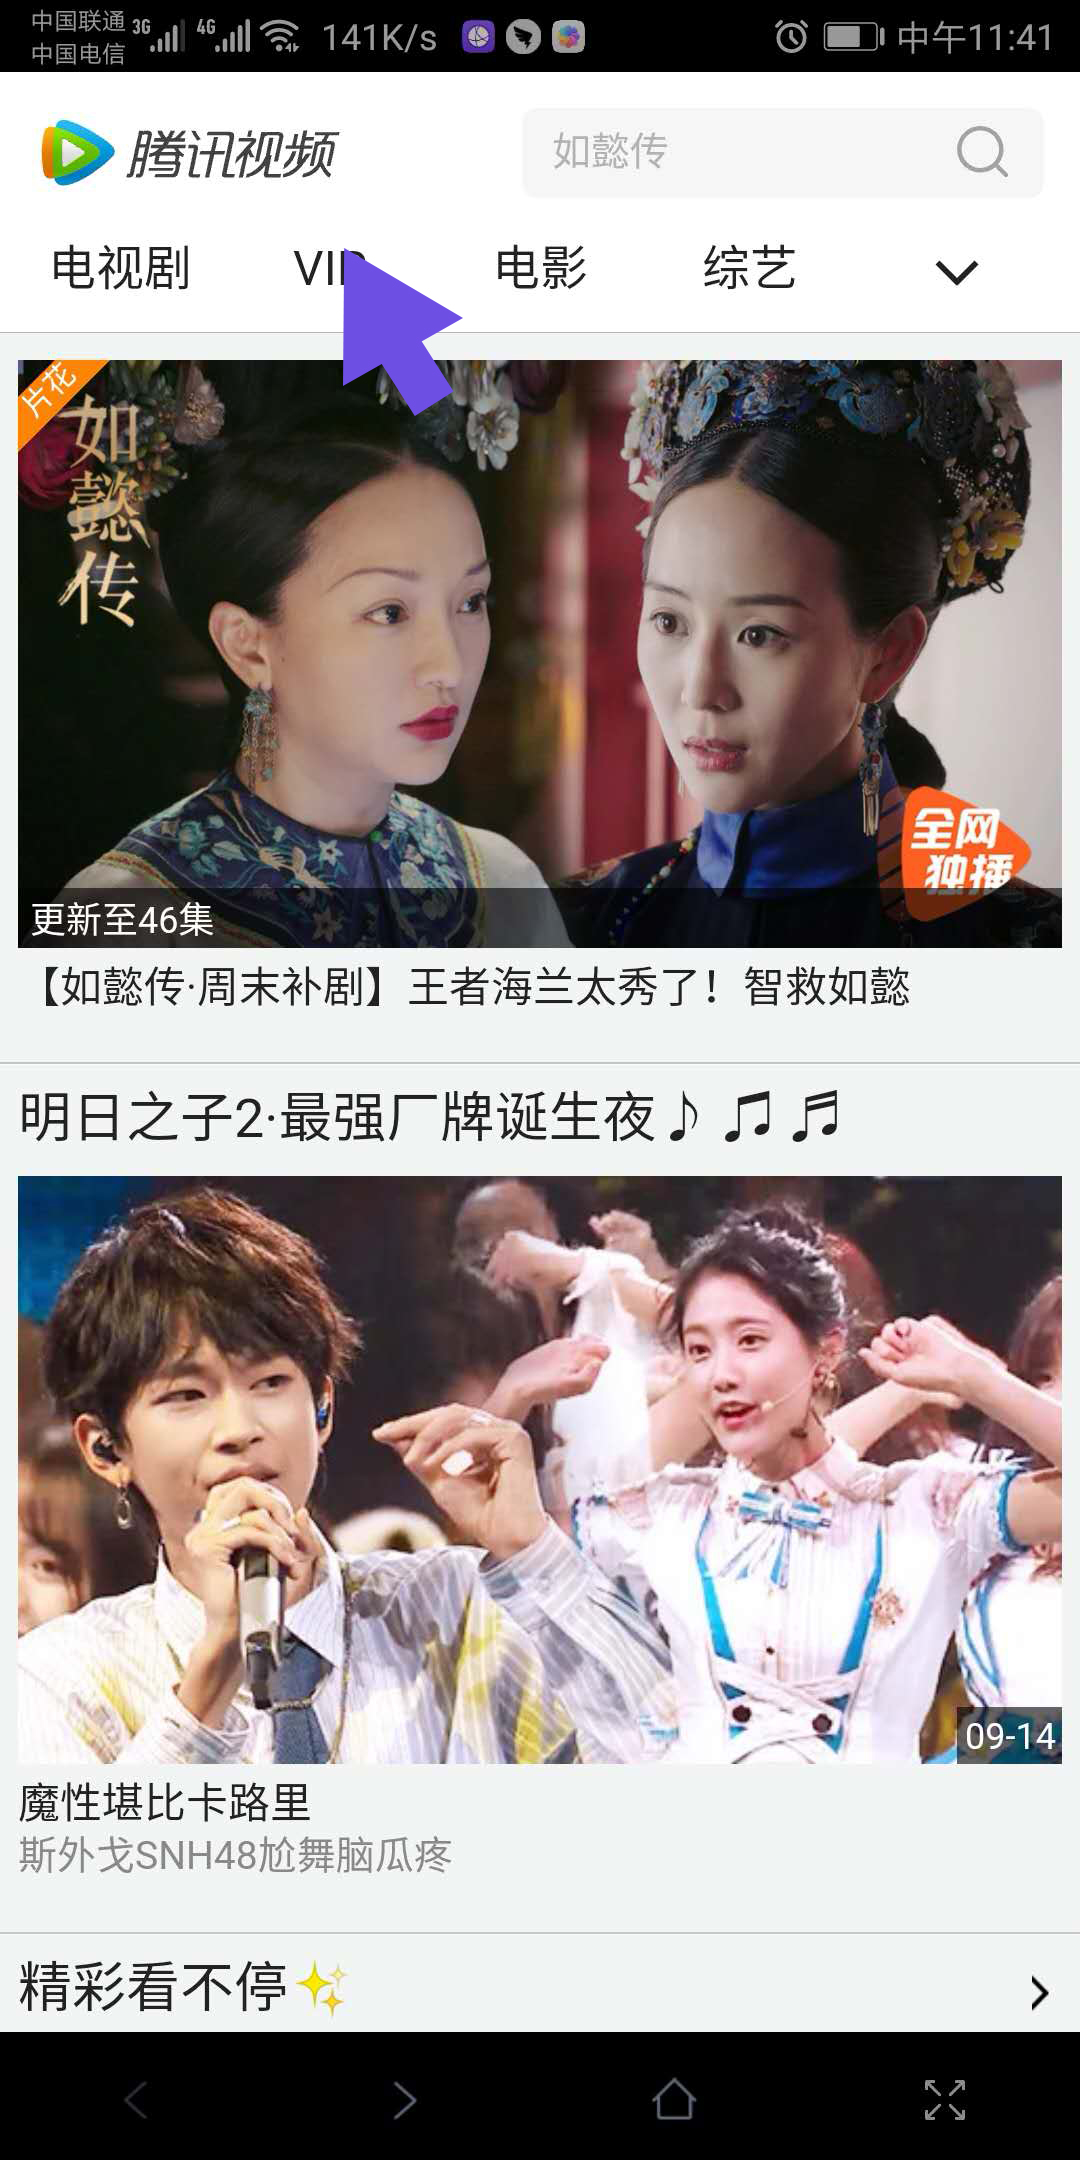 中国联通 3G 4G 141K/s 中午11:41
中国电信
腾讯视频 如懿传
电视剧 VIP 电影 综艺
片花
如懿传
全网
独播
更新至46集
【如懿传·周末补剧】王者海兰太秀了！智救如懿
明日之子2·最强厂牌诞生夜♪ ♫ ♬
09-14
魔性堪比卡路里
斯外戈SNH48尬舞脑瓜疼
精彩看不停✨